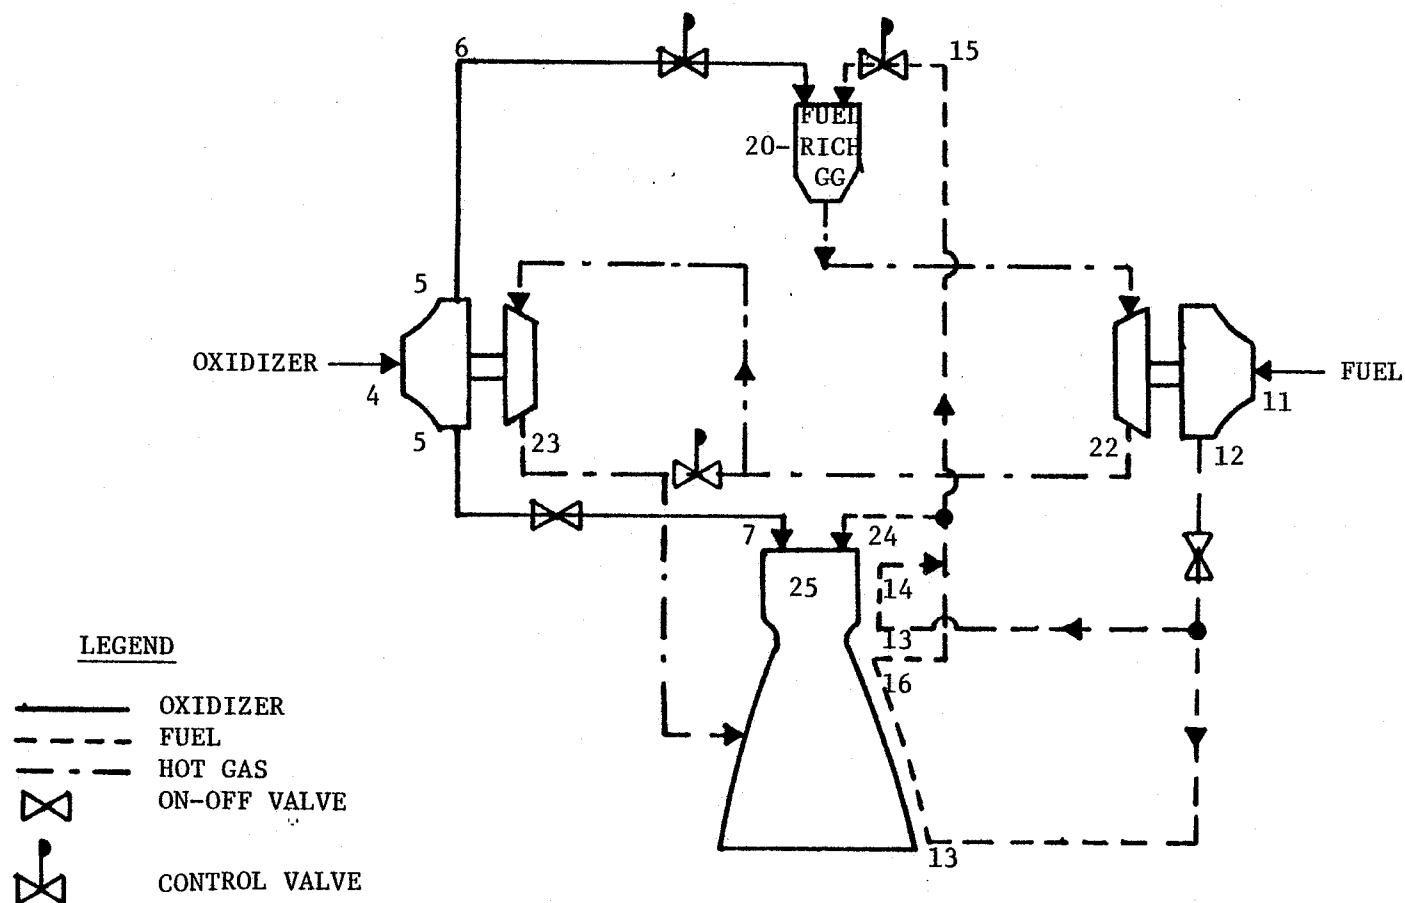 6
15
FUEL
20- RICH
GG
5
OXIDIZER
4
FUEL
11
5
23
22
12
7
24
25
14
13
16
LEGEND
OXIDIZER
FUEL
HOT GAS
ON-OFF VALVE
13
CONTROL VALVE